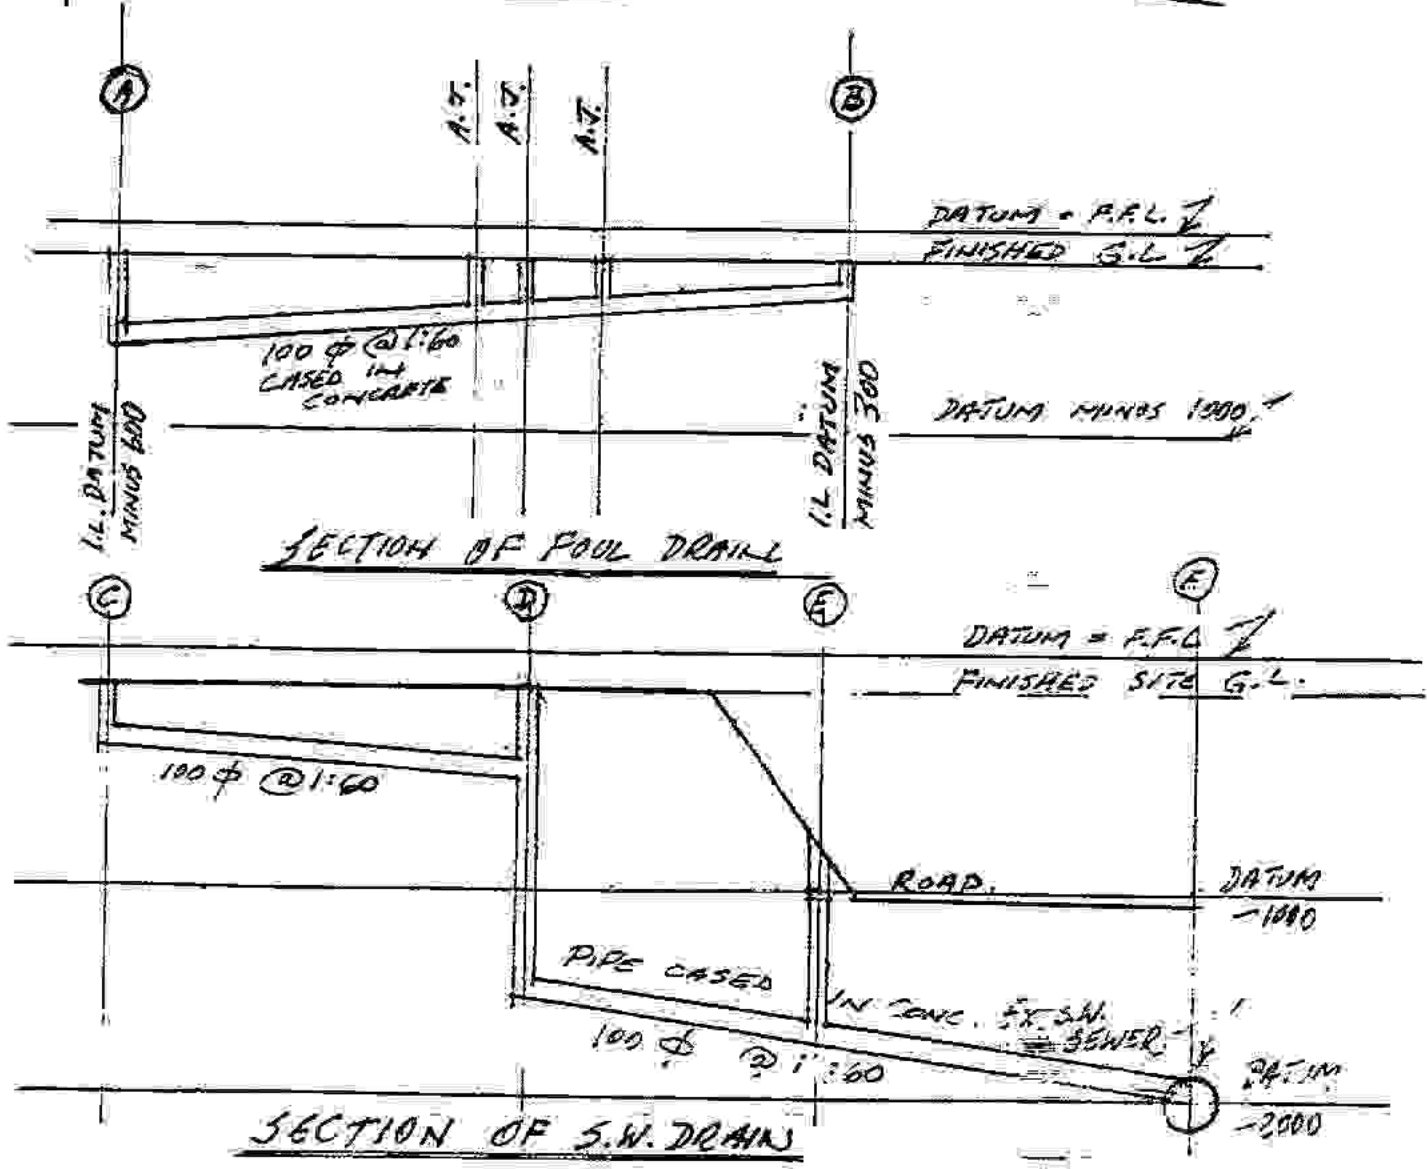 A
A.J.
A.J.
A.J.
B
DATUM = F.F.L.
FINISHED G.L
100 φ @ 1:60
CASED IN
CONCRETE
DATUM MINUS 1000
I.L. DATUM
MINUS 600
I.L DATUM
MINUS 300
SECTION OF FOUL DRAIN
C
D
E
DATUM = F.F.L
FINISHED SITE G.L.
100 φ @ 1:60
ROAD.
DATUM
-1000
PIPE CASED
IN CONC. EX. S.W.
SEWER
100 φ @ 1:60
DATUM
-2000
SECTION OF S.W. DRAIN